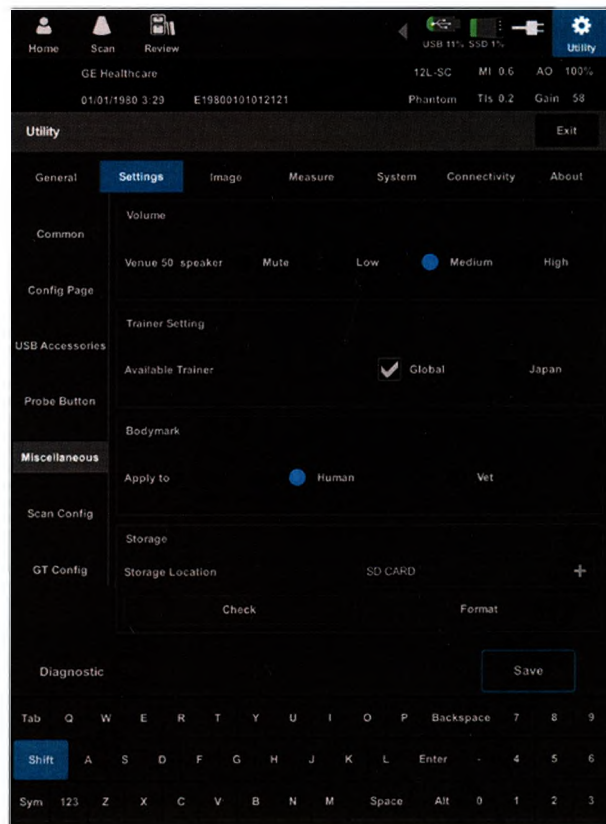 Home Scan Review USB 11% SSD 1% Utility
GE Healthcare 12L-SC MI 0.6 AO 100%
01/01/1980 3:29 E19800101012121 Phantom TIs 0.2 Gain 58
Utility Exit
General Settings Image Measure System Connectivity About
Volume
Common
Venue 50 speaker Mute Low Medium High
Config Page
Trainer Setting
USB Accessories
Available Trainer Global Japan
Probe Button
Bodymark
Miscellaneous
Apply to Human Vet
Scan Config
Storage
GT Config Storage Location SD CARD +
Check Format
Diagnostic Save
Tab Q W E R T Y U I O P Backspace 7 8 9
Shift A S D F G H J K L Enter - 4 5 6
Sym 123 Z X C V B N M Space Alt 0 1 2 3